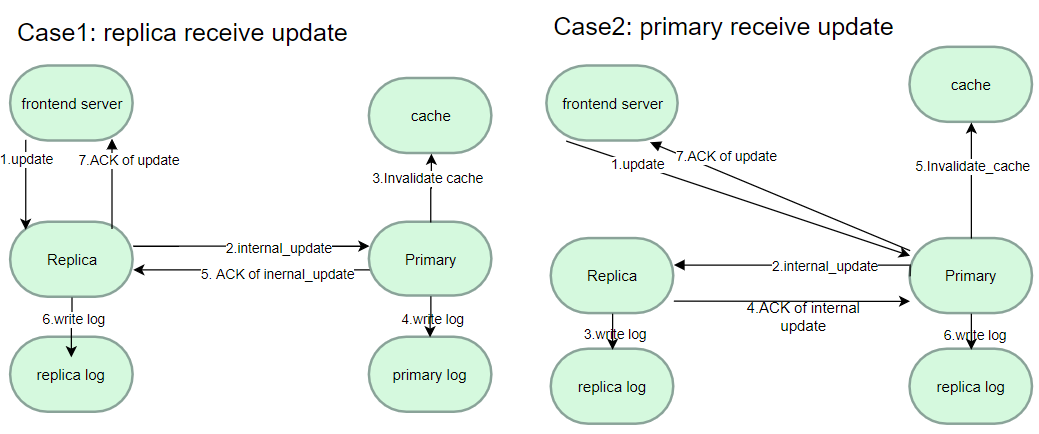 Case1: replica receive update
frontend server
cache
1.update
7.ACK of update
3.Invalidate cache
Replica
2.internal_update
5. ACK of inernal_update
Primary
6.write log
4.write log
replica log
primary log
Case2: primary receive update
frontend server
cache
1.update
7.ACK of update
5.Invalidate_cache
Replica
2.internal_update
Primary
4.ACK of internal
update
3.write log
6.write log
replica log
replica log